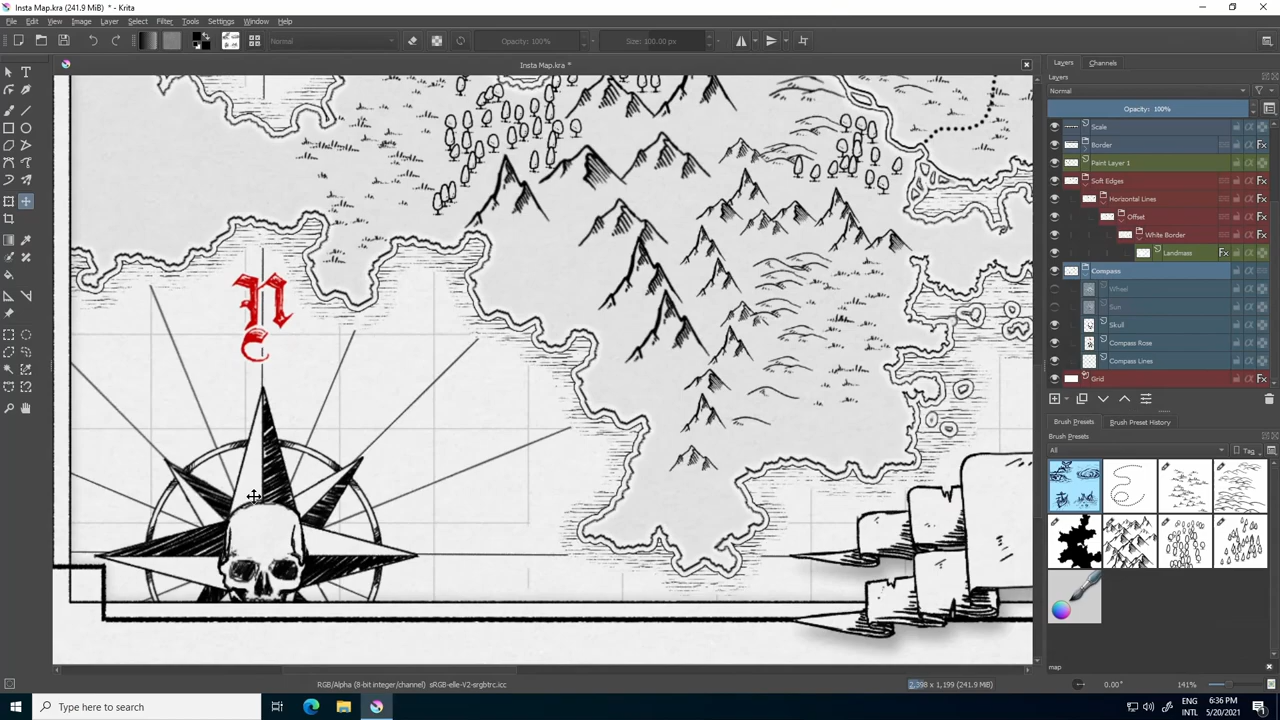 Insta Map.kra (241.9 MiB) * - Krita
File Edit View Image Layer Select Filter Tools Settings Window Help
Normal Opacity: 100% Size: 100.00 px
Insta Map.kra *
Layers Channels
Layers
Normal
Opacity: 100%
Scale
Border
Paint Layer 1
Soft Edges
Horizontal Lines
Offset
White Border
Landmass
Compass
Wheel
Sun
Skull
Compass Rose
Compass Lines
Grid
Brush Presets Brush Preset History
Brush Presets
All Tag
map
N
E
RGB/Alpha (8-bit integer/channel) sRGB-elle-V2-srgbtrc.icc 2,398 x 1,199 (241.9 MiB) 0.00° 141%
Type here to search
ENG
INTL
6:36 PM
5/20/2021